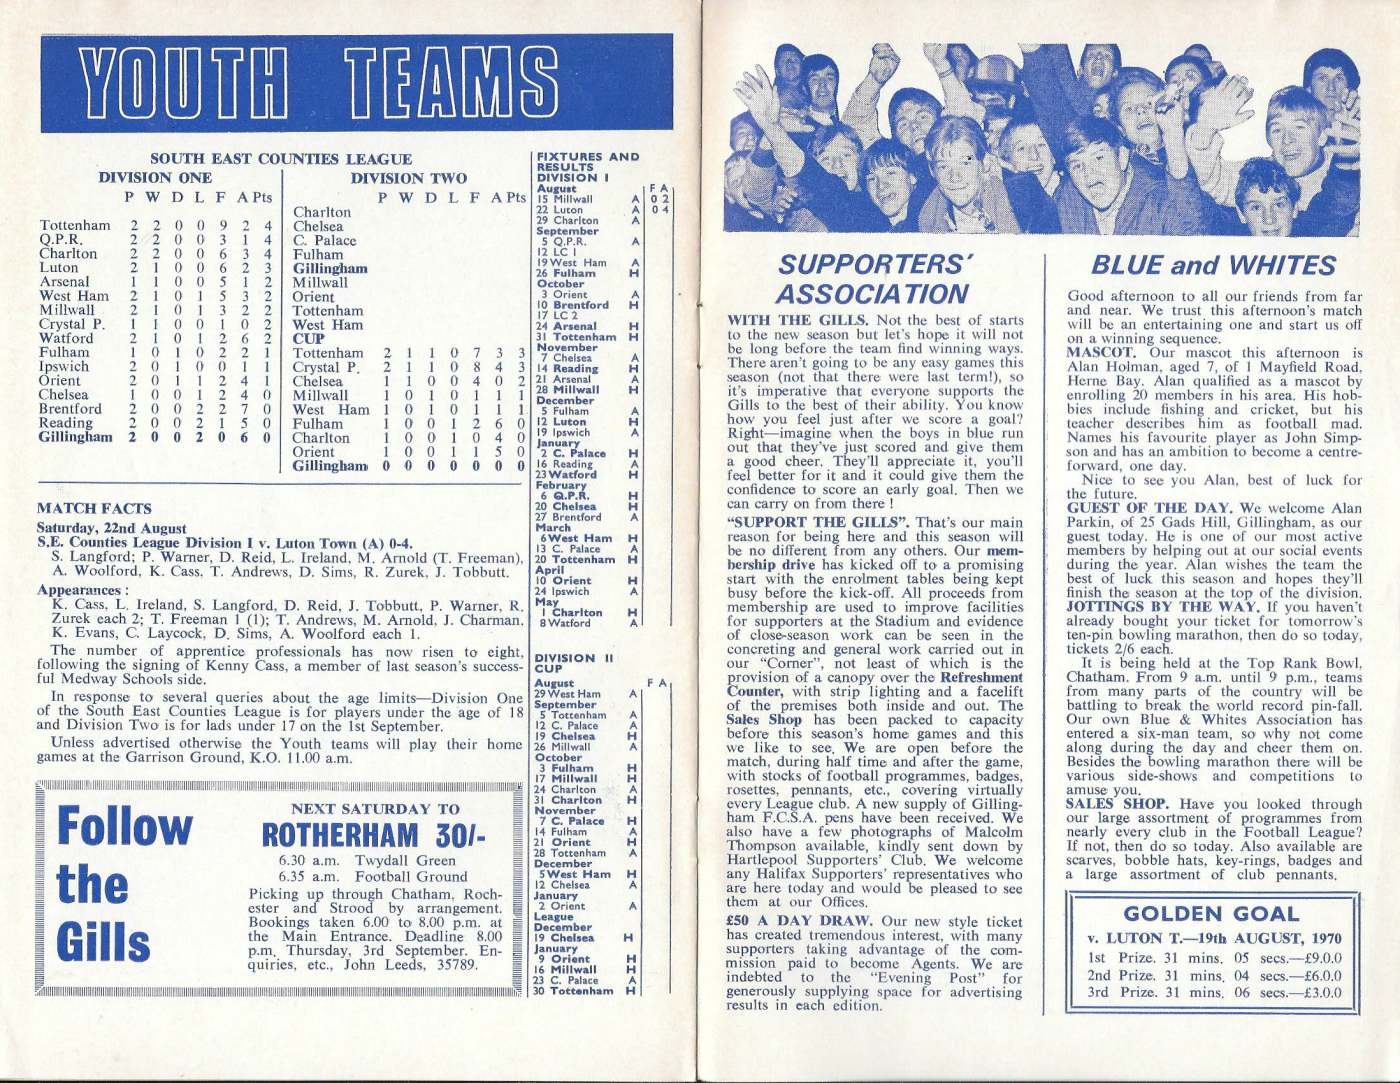 YOUTH TEAMS
SOUTH EAST COUNTIES LEAGUE
DIVISION ONE
P W D L F A Pts
Tottenham 2 2 0 0 9 2 4
Q.P.R. 2 2 0 0 3 1 4
Charlton 2 2 0 0 6 3 4
Luton 2 1 0 0 6 2 3
Arsenal 1 1 0 0 5 1 2
West Ham 2 1 0 1 5 3 2
Millwall 2 1 0 1 3 2 2
Crystal P. 1 1 0 0 1 0 2
Watford 2 1 0 1 2 6 2
Fulham 1 0 1 0 2 2 1
Ipswich 2 0 1 0 0 1 1
Orient 2 0 1 1 2 4 1
Chelsea 1 0 0 1 2 4 0
Brentford 2 0 0 2 2 7 0
Reading 2 0 0 2 1 5 0
Gillingham 2 0 0 2 0 6 0
DIVISION TWO
P W D L F A Pts
Charlton
Chelsea
C. Palace
Fulham
Gillingham
Millwall
Orient
Tottenham
West Ham
CUP
Tottenham 2 1 1 0 7 3 3
Crystal P. 2 1 1 0 8 4 3
Chelsea 1 1 0 0 4 0 2
Millwall 1 0 1 0 1 1 1
West Ham 1 0 1 0 1 1 1
Fulham 1 0 0 1 2 6 0
Charlton 1 0 0 1 0 4 0
Orient 1 0 0 1 1 5 0
Gillingham 0 0 0 0 0 0 0
MATCH FACTS
Saturday, 22nd August
S.E. Counties League Division I v. Luton Town (A) 0-4.
S. Langford; P. Warner, D. Reid, L. Ireland, M. Arnold (T. Freeman),
A. Woolford, K. Cass, T. Andrews, D. Sims, R. Zurek, J. Tobbutt.
Appearances :
K. Cass, L. Ireland, S. Langford, D. Reid, J. Tobbutt, P. Warner, R.
Zurek each 2; T. Freeman 1 (1); T. Andrews, M. Arnold, J. Charman,
K. Evans, C. Laycock, D. Sims, A. Woolford each 1.
The number of apprentice professionals has now risen to eight,
following the signing of Kenny Cass, a member of last season's success-
ful Medway Schools side.
In response to several queries about the age limits—Division One
of the South East Counties League is for players under the age of 18
and Division Two is for lads under 17 on the 1st September.
Unless advertised otherwise the Youth teams will play their home
games at the Garrison Ground, K.O. 11.00 a.m.
Follow
the
Gills
NEXT SATURDAY TO
ROTHERHAM 30/-
6.30 a.m. Twydall Green
6.35 a.m. Football Ground
Picking up through Chatham, Roch-
ester and Strood by arrangement.
Bookings taken 6.00 to 8.00 p.m. at
the Main Entrance. Deadline 8.00
p.m. Thursday, 3rd September. En-
quiries, etc., John Leeds, 35789.
FIXTURES AND
RESULTS
DIVISION I
August F A
15 Millwall A 0 2
22 Luton A 0 4
29 Charlton A
September
5 Q.P.R. A
12 LC 1
19 West Ham A
26 Fulham H
October
3 Orient A
10 Brentford H
17 LC 2
24 Arsenal H
31 Tottenham H
November
7 Chelsea A
14 Reading H
21 Arsenal A
28 Millwall H
December
5 Fulham A
12 Luton H
19 Ipswich A
January
2 C. Palace H
16 Reading A
23 Watford H
February
6 Q.P.R. H
20 Chelsea H
27 Brentford A
March
6 West Ham H
13 C. Palace A
20 Tottenham H
April
10 Orient H
24 Ipswich A
May
1 Charlton H
8 Watford A
DIVISION II
CUP
August F A
29 West Ham A
September
5 Tottenham A
12 C. Palace A
19 Chelsea H
26 Millwall A
October
3 Fulham H
17 Millwall H
24 Charlton A
31 Charlton H
November
7 C. Palace H
14 Fulham A
21 Orient H
28 Tottenham A
December
5 West Ham H
12 Chelsea A
January
2 Orient A
League
December
19 Chelsea H
January
9 Orient H
16 Millwall H
23 C. Palace A
30 Tottenham H
SUPPORTERS'
ASSOCIATION
WITH THE GILLS. Not the best of starts
to the new season but let's hope it will not
be long before the team find winning ways.
There aren't going to be any easy games this
season (not that there were last term!), so
it's imperative that everyone supports the
Gills to the best of their ability. You know
how you feel just after we score a goal?
Right—imagine when the boys in blue run
out that they've just scored and give them
a good cheer. They'll appreciate it, you'll
feel better for it and it could give them the
confidence to score an early goal. Then we
can carry on from there !
"SUPPORT THE GILLS". That's our main
reason for being here and this season will
be no different from any others. Our mem-
bership drive has kicked off to a promising
start with the enrolment tables being kept
busy before the kick-off. All proceeds from
membership are used to improve facilities
for supporters at the Stadium and evidence
of close-season work can be seen in the
concreting and general work carried out in
our "Corner", not least of which is the
provision of a canopy over the Refreshment
Counter, with strip lighting and a facelift
of the premises both inside and out. The
Sales Shop has been packed to capacity
before this season's home games and this
we like to see. We are open before the
match, during half time and after the game,
with stocks of football programmes, badges,
rosettes, pennants, etc., covering virtually
every League club. A new supply of Gilling-
ham F.C.S.A. pens have been received. We
also have a few photographs of Malcolm
Thompson available, kindly sent down by
Hartlepool Supporters' Club. We welcome
any Halifax Supporters' representatives who
are here today and would be pleased to see
them at our Offices.
£50 A DAY DRAW. Our new style ticket
has created tremendous interest, with many
supporters taking advantage of the com-
mission paid to become Agents. We are
indebted to the "Evening Post" for
generously supplying space for advertising
results in each edition.
BLUE and WHITES
Good afternoon to all our friends from far
and near. We trust this afternoon's match
will be an entertaining one and start us off
on a winning sequence.
MASCOT. Our mascot this afternoon is
Alan Holman, aged 7, of 1 Mayfield Road,
Herne Bay. Alan qualified as a mascot by
enrolling 20 members in his area. His hob-
bies include fishing and cricket, but his
teacher describes him as football mad.
Names his favourite player as John Simp-
son and has an ambition to become a centre-
forward, one day.
Nice to see you Alan, best of luck for
the future.
GUEST OF THE DAY. We welcome Alan
Parkin, of 25 Gads Hill, Gillingham, as our
guest today. He is one of our most active
members by helping out at our social events
during the year. Alan wishes the team the
best of luck this season and hopes they'll
finish the season at the top of the division.
JOTTINGS BY THE WAY. If you haven't
already bought your ticket for tomorrow's
ten-pin bowling marathon, then do so today,
tickets 2/6 each.
It is being held at the Top Rank Bowl,
Chatham. From 9 a.m. until 9 p.m., teams
from many parts of the country will be
battling to break the world record pin-fall.
Our own Blue & Whites Association has
entered a six-man team, so why not come
along during the day and cheer them on.
Besides the bowling marathon there will be
various side-shows and competitions to
amuse you.
SALES SHOP. Have you looked through
our large assortment of programmes from
nearly every club in the Football League?
If not, then do so today. Also available are
scarves, bobble hats, key-rings, badges and
a large assortment of club pennants.
GOLDEN GOAL
v. LUTON T.—19th AUGUST, 1970
1st Prize. 31 mins. 05 secs.—£9.0.0
2nd Prize. 31 mins. 04 secs.—£6.0.0
3rd Prize. 31 mins. 06 secs.—£3.0.0